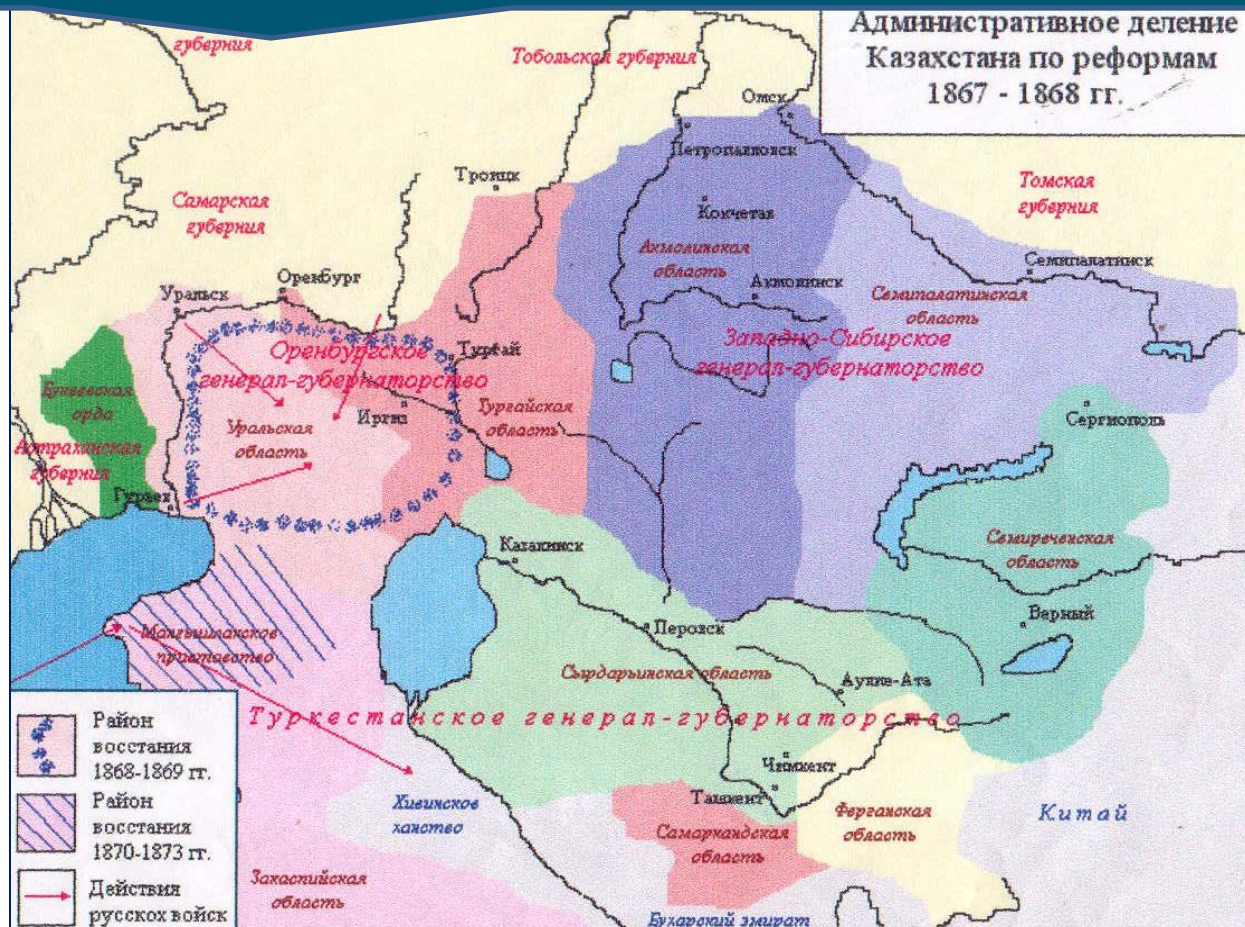 Административное деление
Казахстана по реформам
1867 - 1868 гг.
губерния
Тобольская губерния
Омск
Петропавловск
Троицк
Томская
губерния
Самарская
губерния
Кокчетав
Акмолинская
область
Оренбург
Семипалатинск
Уральск
Акмолинск
Семипалатинская
область
Оренбургское
генерал-губернаторство
Тургай
Западно-Сибирское
генерал-губернаторство
Букеевская
орда
Иргиз
Тургайская
область
Сергиополь
Уральская
область
Астраханская
губерния
Гурьев
Казалинск
Семиреченская
область
Мангышлакское
приставство
Перовск
Верный
Сырдарьинская область
Аулие-Ата
Туркестанское генерал-губернаторство
Чимкент
Ташкент
Хивинское
ханство
Самаркандская
область
Ферганская
область
Китай
Закаспийская
область
Бухарский эмират
Район
восстания
1868-1869 гг.
Район
восстания
1870-1873 гг.
Действия
русскох войск